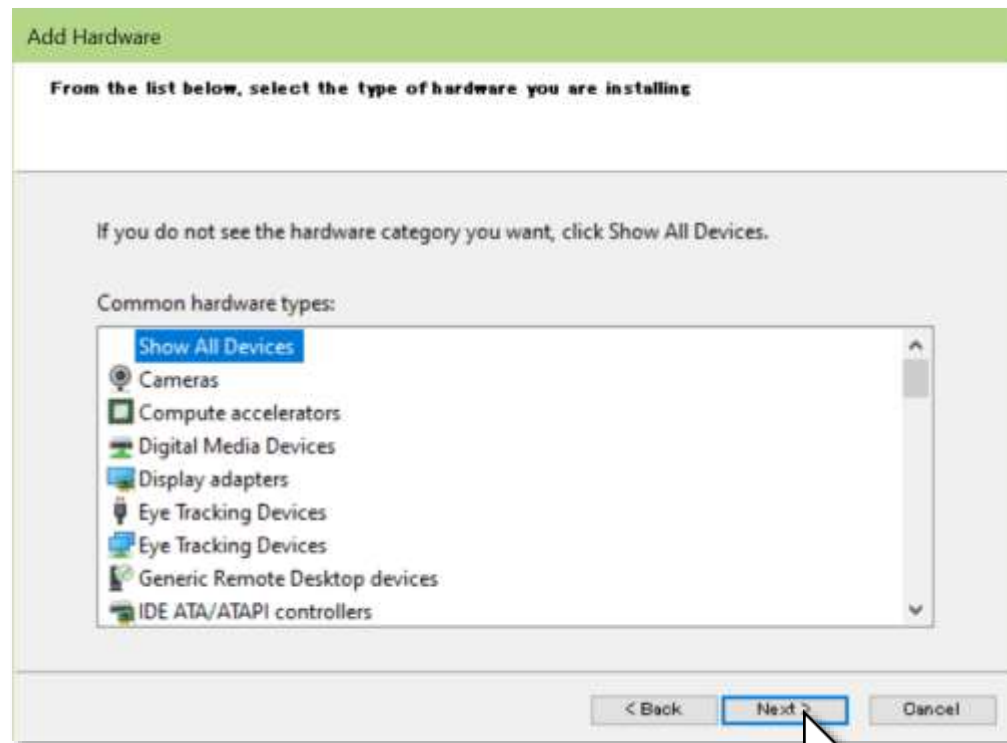 Add Hardware
From the list below, select the type of hardware you are installing
If you do not see the hardware category you want, click Show All Devices.
Common hardware types:
Show All Devices
Cameras
Compute accelerators
Digital Media Devices
Display adapters
Eye Tracking Devices
Eye Tracking Devices
Generic Remote Desktop devices
IDE ATA/ATAPI controllers
< Back Next > Cancel